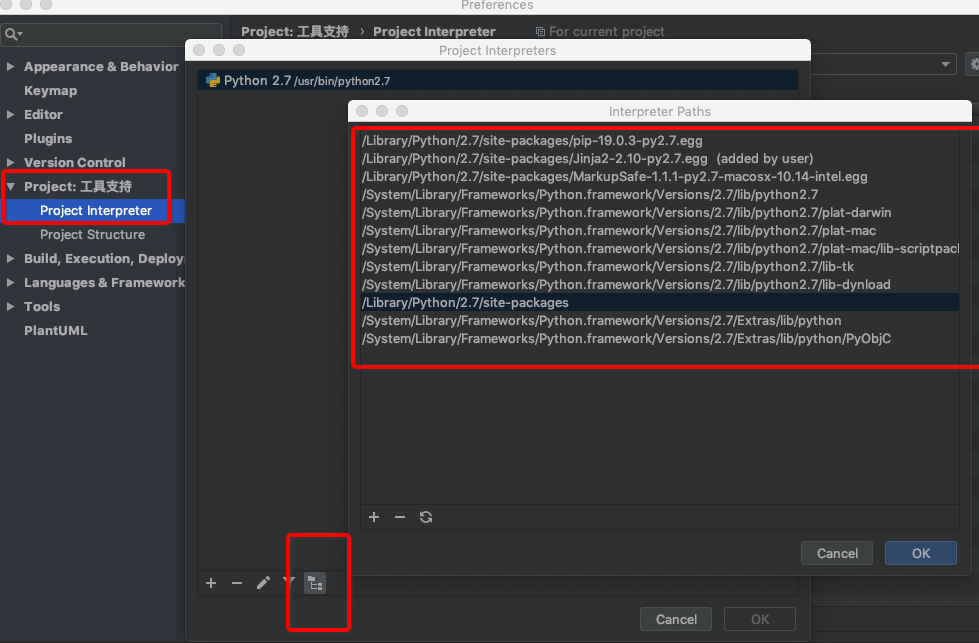 Preferences
Project: 工具支持 › Project Interpreter For current project
Project Interpreters
Appearance & Behavior
Keymap
Editor
Plugins
Version Control
Project: 工具支持
Project Interpreter
Project Structure
Build, Execution, Deploy
Languages & Framework
Tools
PlantUML
Python 2.7 /usr/bin/python2.7
Interpreter Paths
/Library/Python/2.7/site-packages/pip-19.0.3-py2.7.egg
/Library/Python/2.7/site-packages/Jinja2-2.10-py2.7.egg (added by user)
/Library/Python/2.7/site-packages/MarkupSafe-1.1.1-py2.7-macosx-10.14-intel.egg
/System/Library/Frameworks/Python.framework/Versions/2.7/lib/python2.7
/System/Library/Frameworks/Python.framework/Versions/2.7/lib/python2.7/plat-darwin
/System/Library/Frameworks/Python.framework/Versions/2.7/lib/python2.7/plat-mac
/System/Library/Frameworks/Python.framework/Versions/2.7/lib/python2.7/plat-mac/lib-scriptpacl
/System/Library/Frameworks/Python.framework/Versions/2.7/lib/python2.7/lib-tk
/System/Library/Frameworks/Python.framework/Versions/2.7/lib/python2.7/lib-dynload
/Library/Python/2.7/site-packages
/System/Library/Frameworks/Python.framework/Versions/2.7/Extras/lib/python
/System/Library/Frameworks/Python.framework/Versions/2.7/Extras/lib/python/PyObjC
Cancel OK
Cancel OK